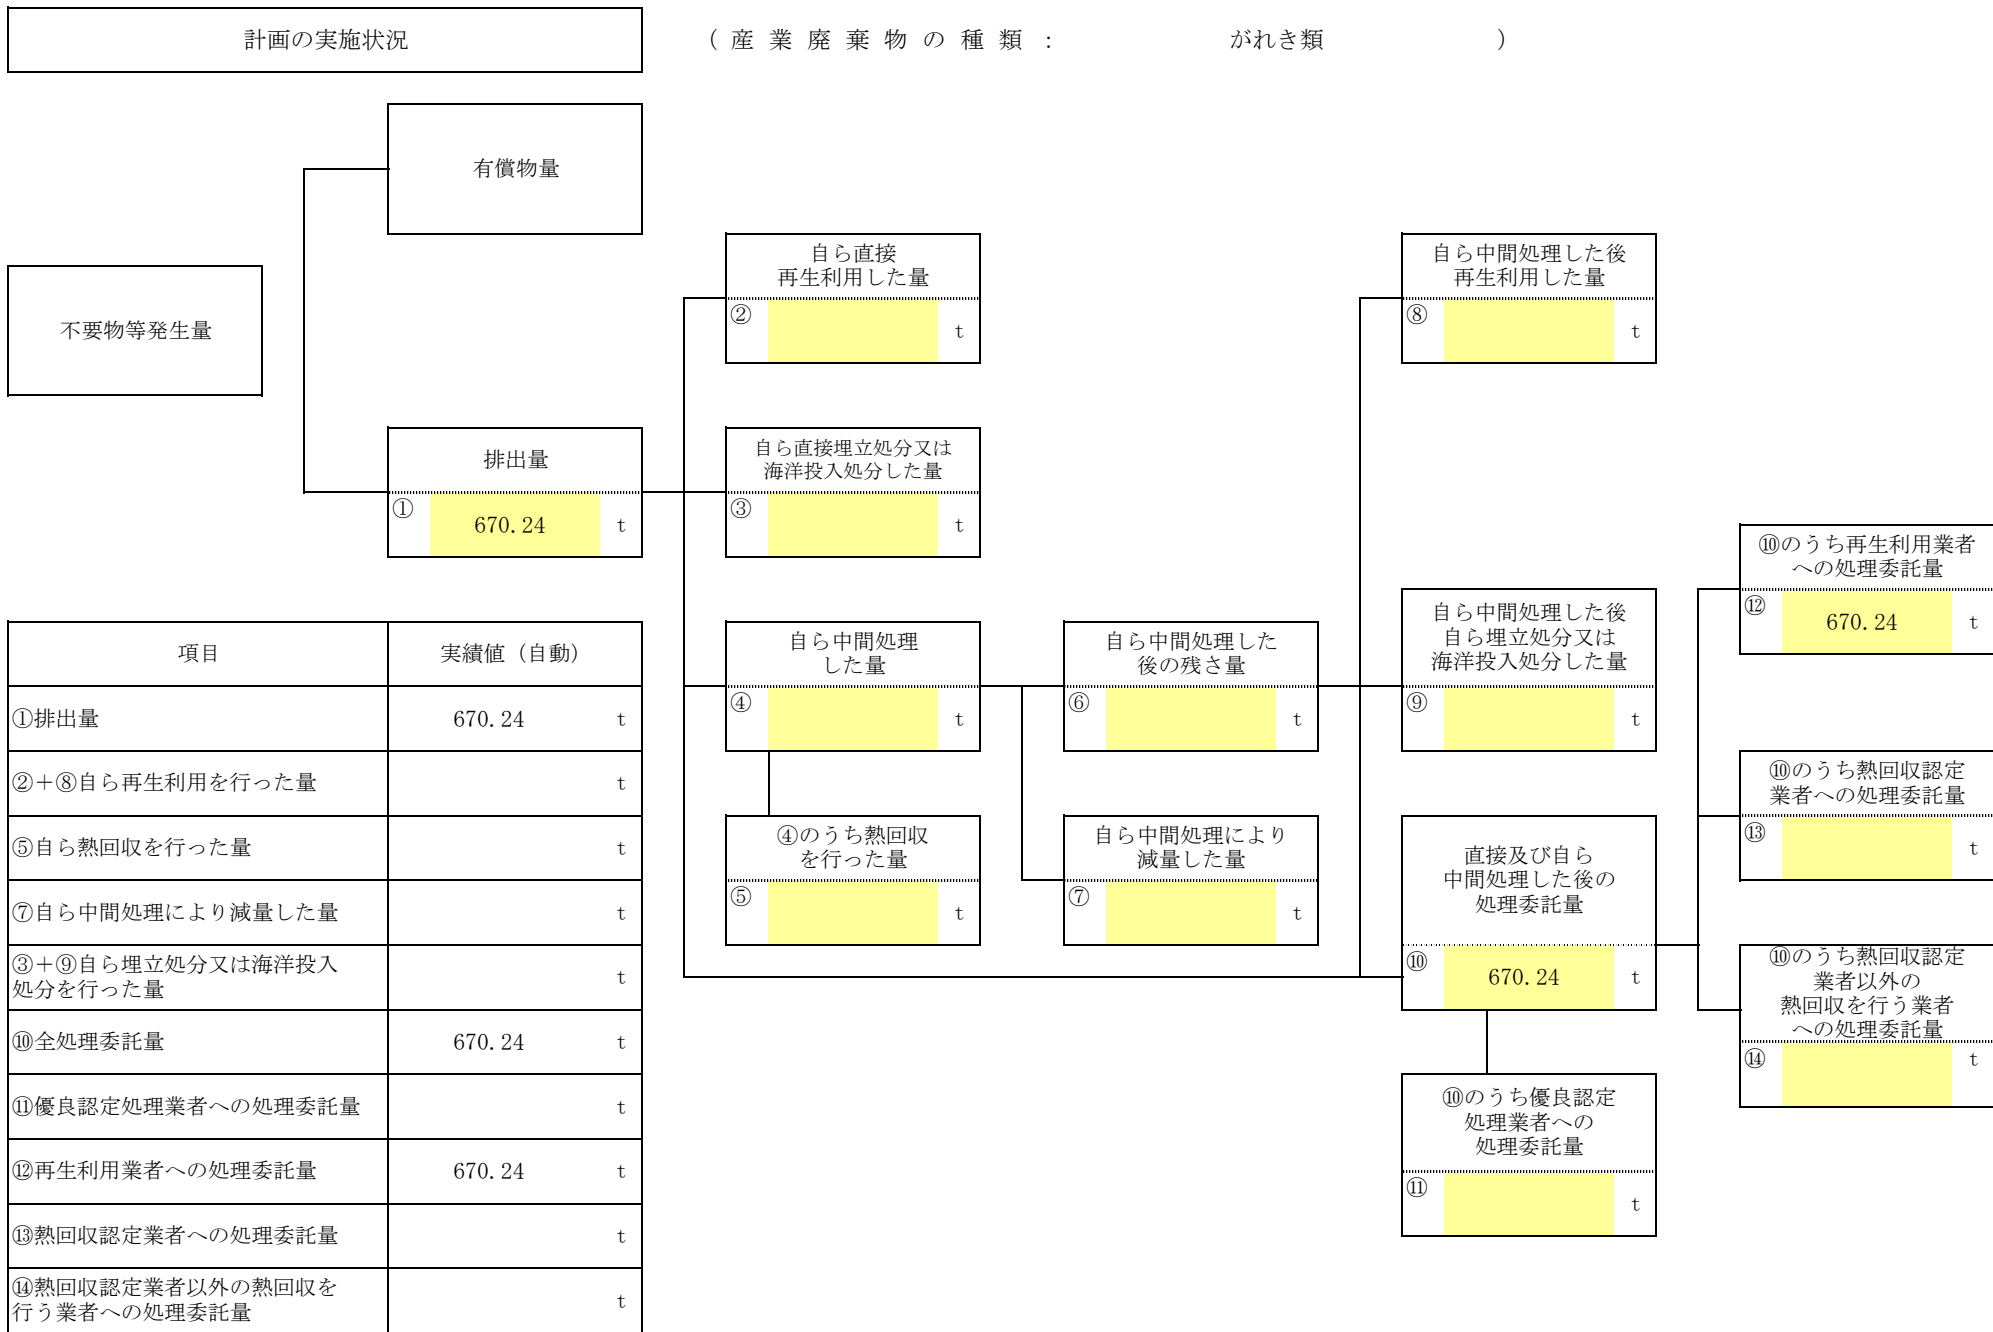 計画の実施状況
（産業廃棄物の種類：　がれき類　）
有償物量
不要物等発生量
排出量
① 670.24 t
自ら直接
再生利用した量
② t
自ら直接埋立処分又は
海洋投入処分した量
③ t
自ら中間処理
した量
④ t
④のうち熱回収
を行った量
⑤ t
自ら中間処理した
後の残さ量
⑥ t
自ら中間処理により
減量した量
⑦ t
自ら中間処理した後
再生利用した量
⑧ t
自ら中間処理した後
自ら埋立処分又は
海洋投入処分した量
⑨ t
直接及び自ら
中間処理した後の
処理委託量
⑩ 670.24 t
⑩のうち優良認定
処理業者への
処理委託量
⑪ t
⑩のうち再生利用業者
への処理委託量
⑫ 670.24 t
⑩のうち熱回収認定
業者への処理委託量
⑬ t
⑩のうち熱回収認定
業者以外の
熱回収を行う業者
への処理委託量
⑭ t
項目 実績値（自動）
①排出量 670.24 t
②＋⑧自ら再生利用を行った量 t
⑤自ら熱回収を行った量 t
⑦自ら中間処理により減量した量 t
③＋⑨自ら埋立処分又は海洋投入
処分を行った量 t
⑩全処理委託量 670.24 t
⑪優良認定処理業者への処理委託量 t
⑫再生利用業者への処理委託量 670.24 t
⑬熱回収認定業者への処理委託量 t
⑭熱回収認定業者以外の熱回収を
行う業者への処理委託量 t